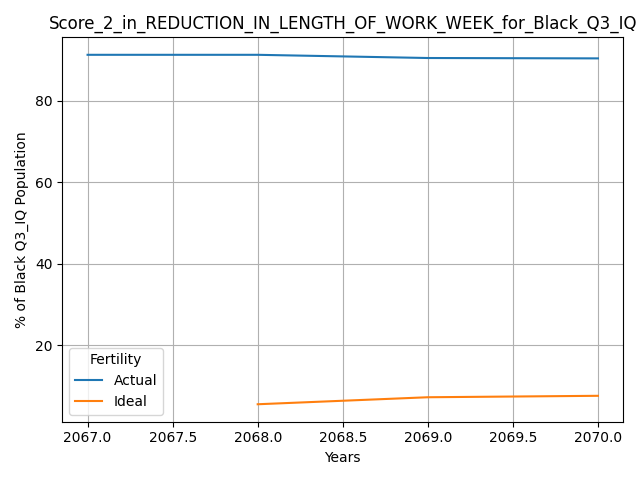 Score_2_in_REDUCTION_IN_LENGTH_OF_WORK_WEEK_for_Black_Q3_IQ
% of Black Q3_IQ Population
80
60
40
20
Fertility
Actual
Ideal
2067.0 2067.5 2068.0 2068.5 2069.0 2069.5 2070.0
Years